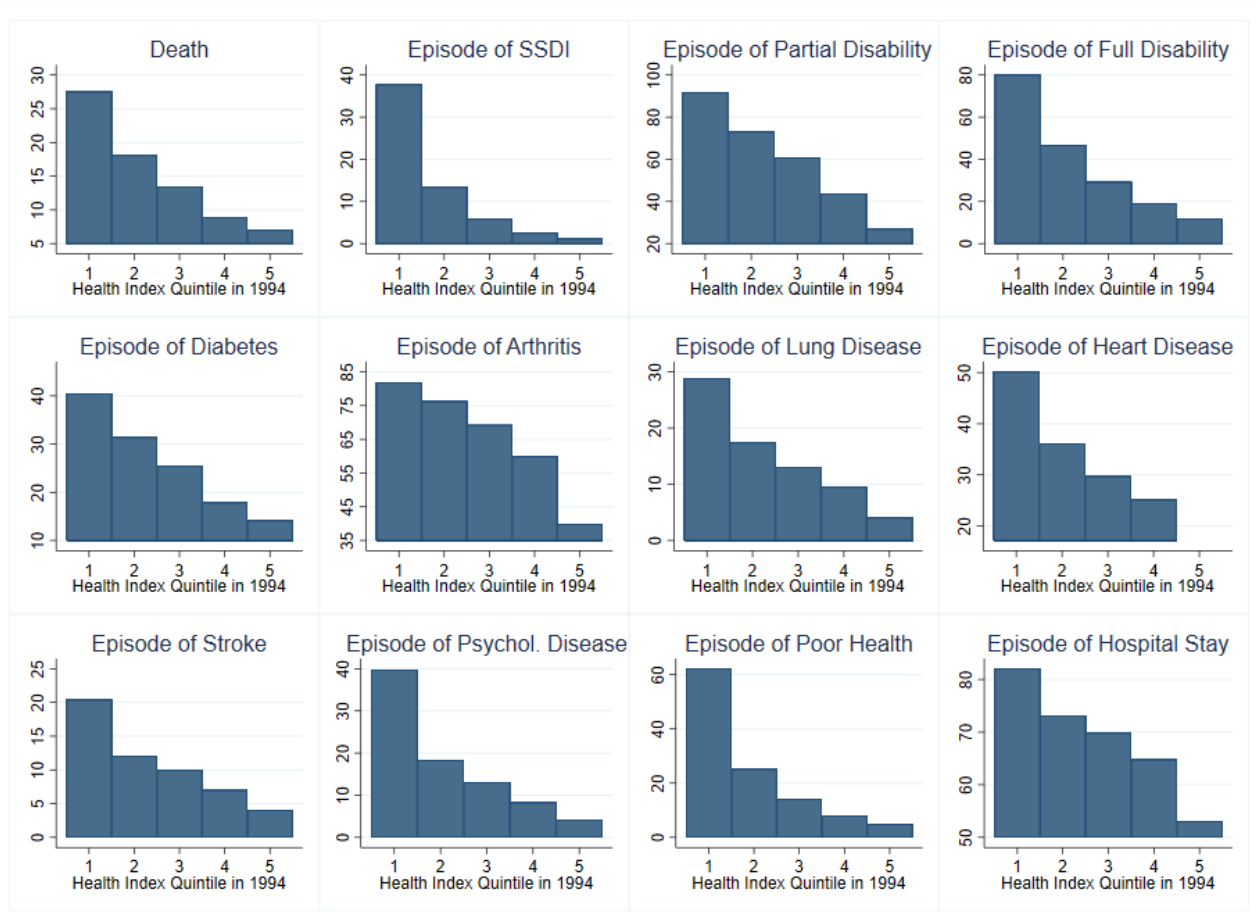 Death
30
25
20
15
10
5
1 2 3 4 5
Health Index Quintile in 1994
Episode of SSDI
40
30
20
10
0
1 2 3 4 5
Health Index Quintile in 1994
Episode of Partial Disability
100
80
60
40
20
1 2 3 4 5
Health Index Quintile in 1994
Episode of Full Disability
80
60
40
20
0
1 2 3 4 5
Health Index Quintile in 1994
Episode of Diabetes
40
30
20
10
1 2 3 4 5
Health Index Quintile in 1994
Episode of Arthritis
85
75
65
55
45
35
1 2 3 4 5
Health Index Quintile in 1994
Episode of Lung Disease
30
20
10
0
1 2 3 4 5
Health Index Quintile in 1994
Episode of Heart Disease
50
40
30
20
1 2 3 4 5
Health Index Quintile in 1994
Episode of Stroke
25
20
15
10
5
0
1 2 3 4 5
Health Index Quintile in 1994
Episode of Psychol. Disease
40
30
20
10
0
1 2 3 4 5
Health Index Quintile in 1994
Episode of Poor Health
60
40
20
0
1 2 3 4 5
Health Index Quintile in 1994
Episode of Hospital Stay
80
70
60
50
1 2 3 4 5
Health Index Quintile in 1994